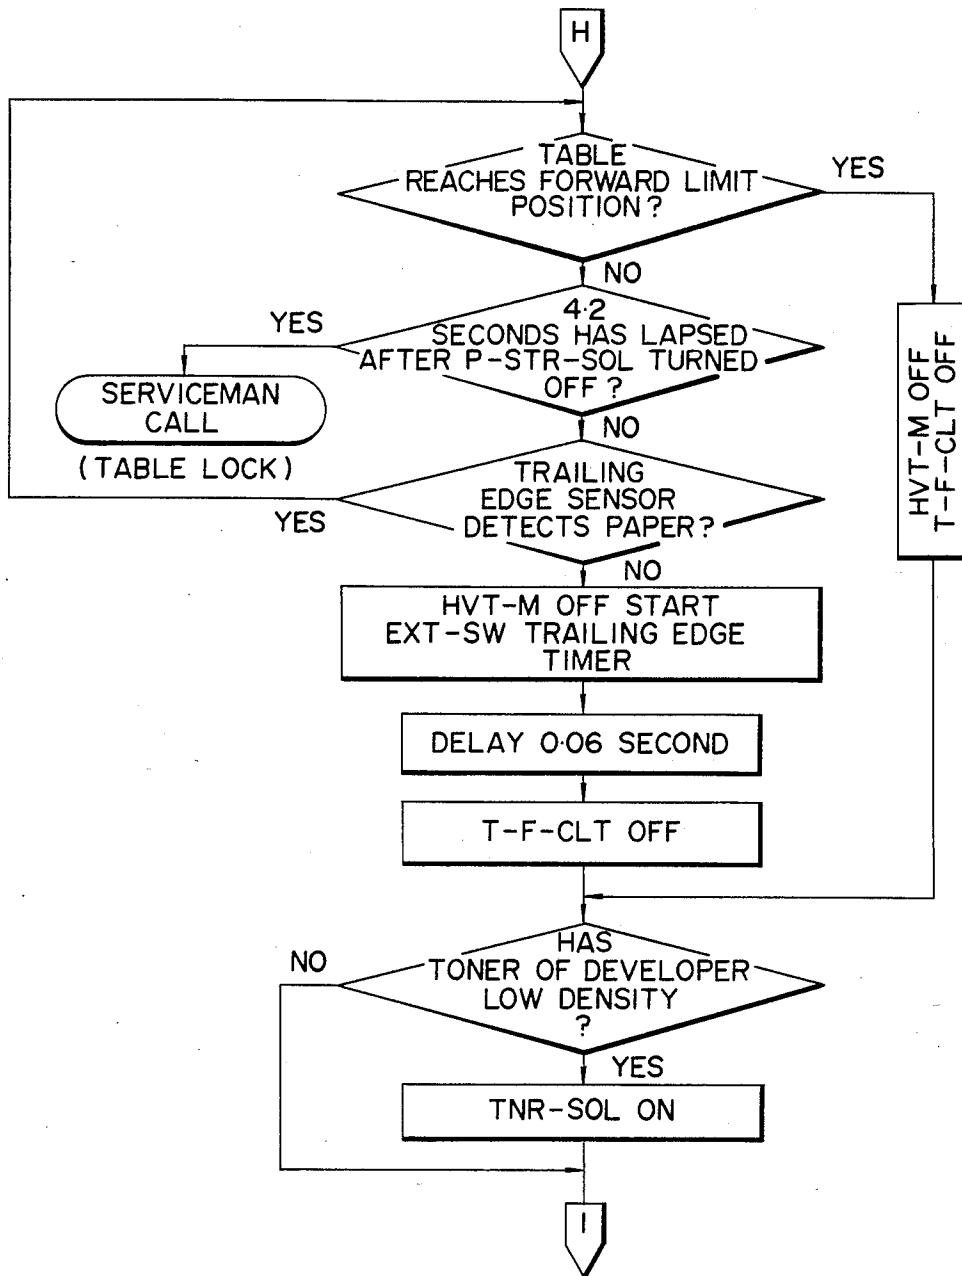 H
TABLE
REACHES FORWARD LIMIT
POSITION?
YES
NO
4·2
SECONDS HAS LAPSED
AFTER P-STR-SOL TURNED
OFF?
YES
SERVICEMAN
CALL
(TABLE LOCK)
HVT-M OFF
T-F-CLT OFF
NO
TRAILING
EDGE SENSOR
DETECTS PAPER?
YES
NO
HVT-M OFF START
EXT-SW TRAILING EDGE
TIMER
DELAY 0·06 SECOND
T-F-CLT OFF
HAS
TONER OF DEVELOPER
LOW DENSITY
?
NO
YES
TNR-SOL ON
I